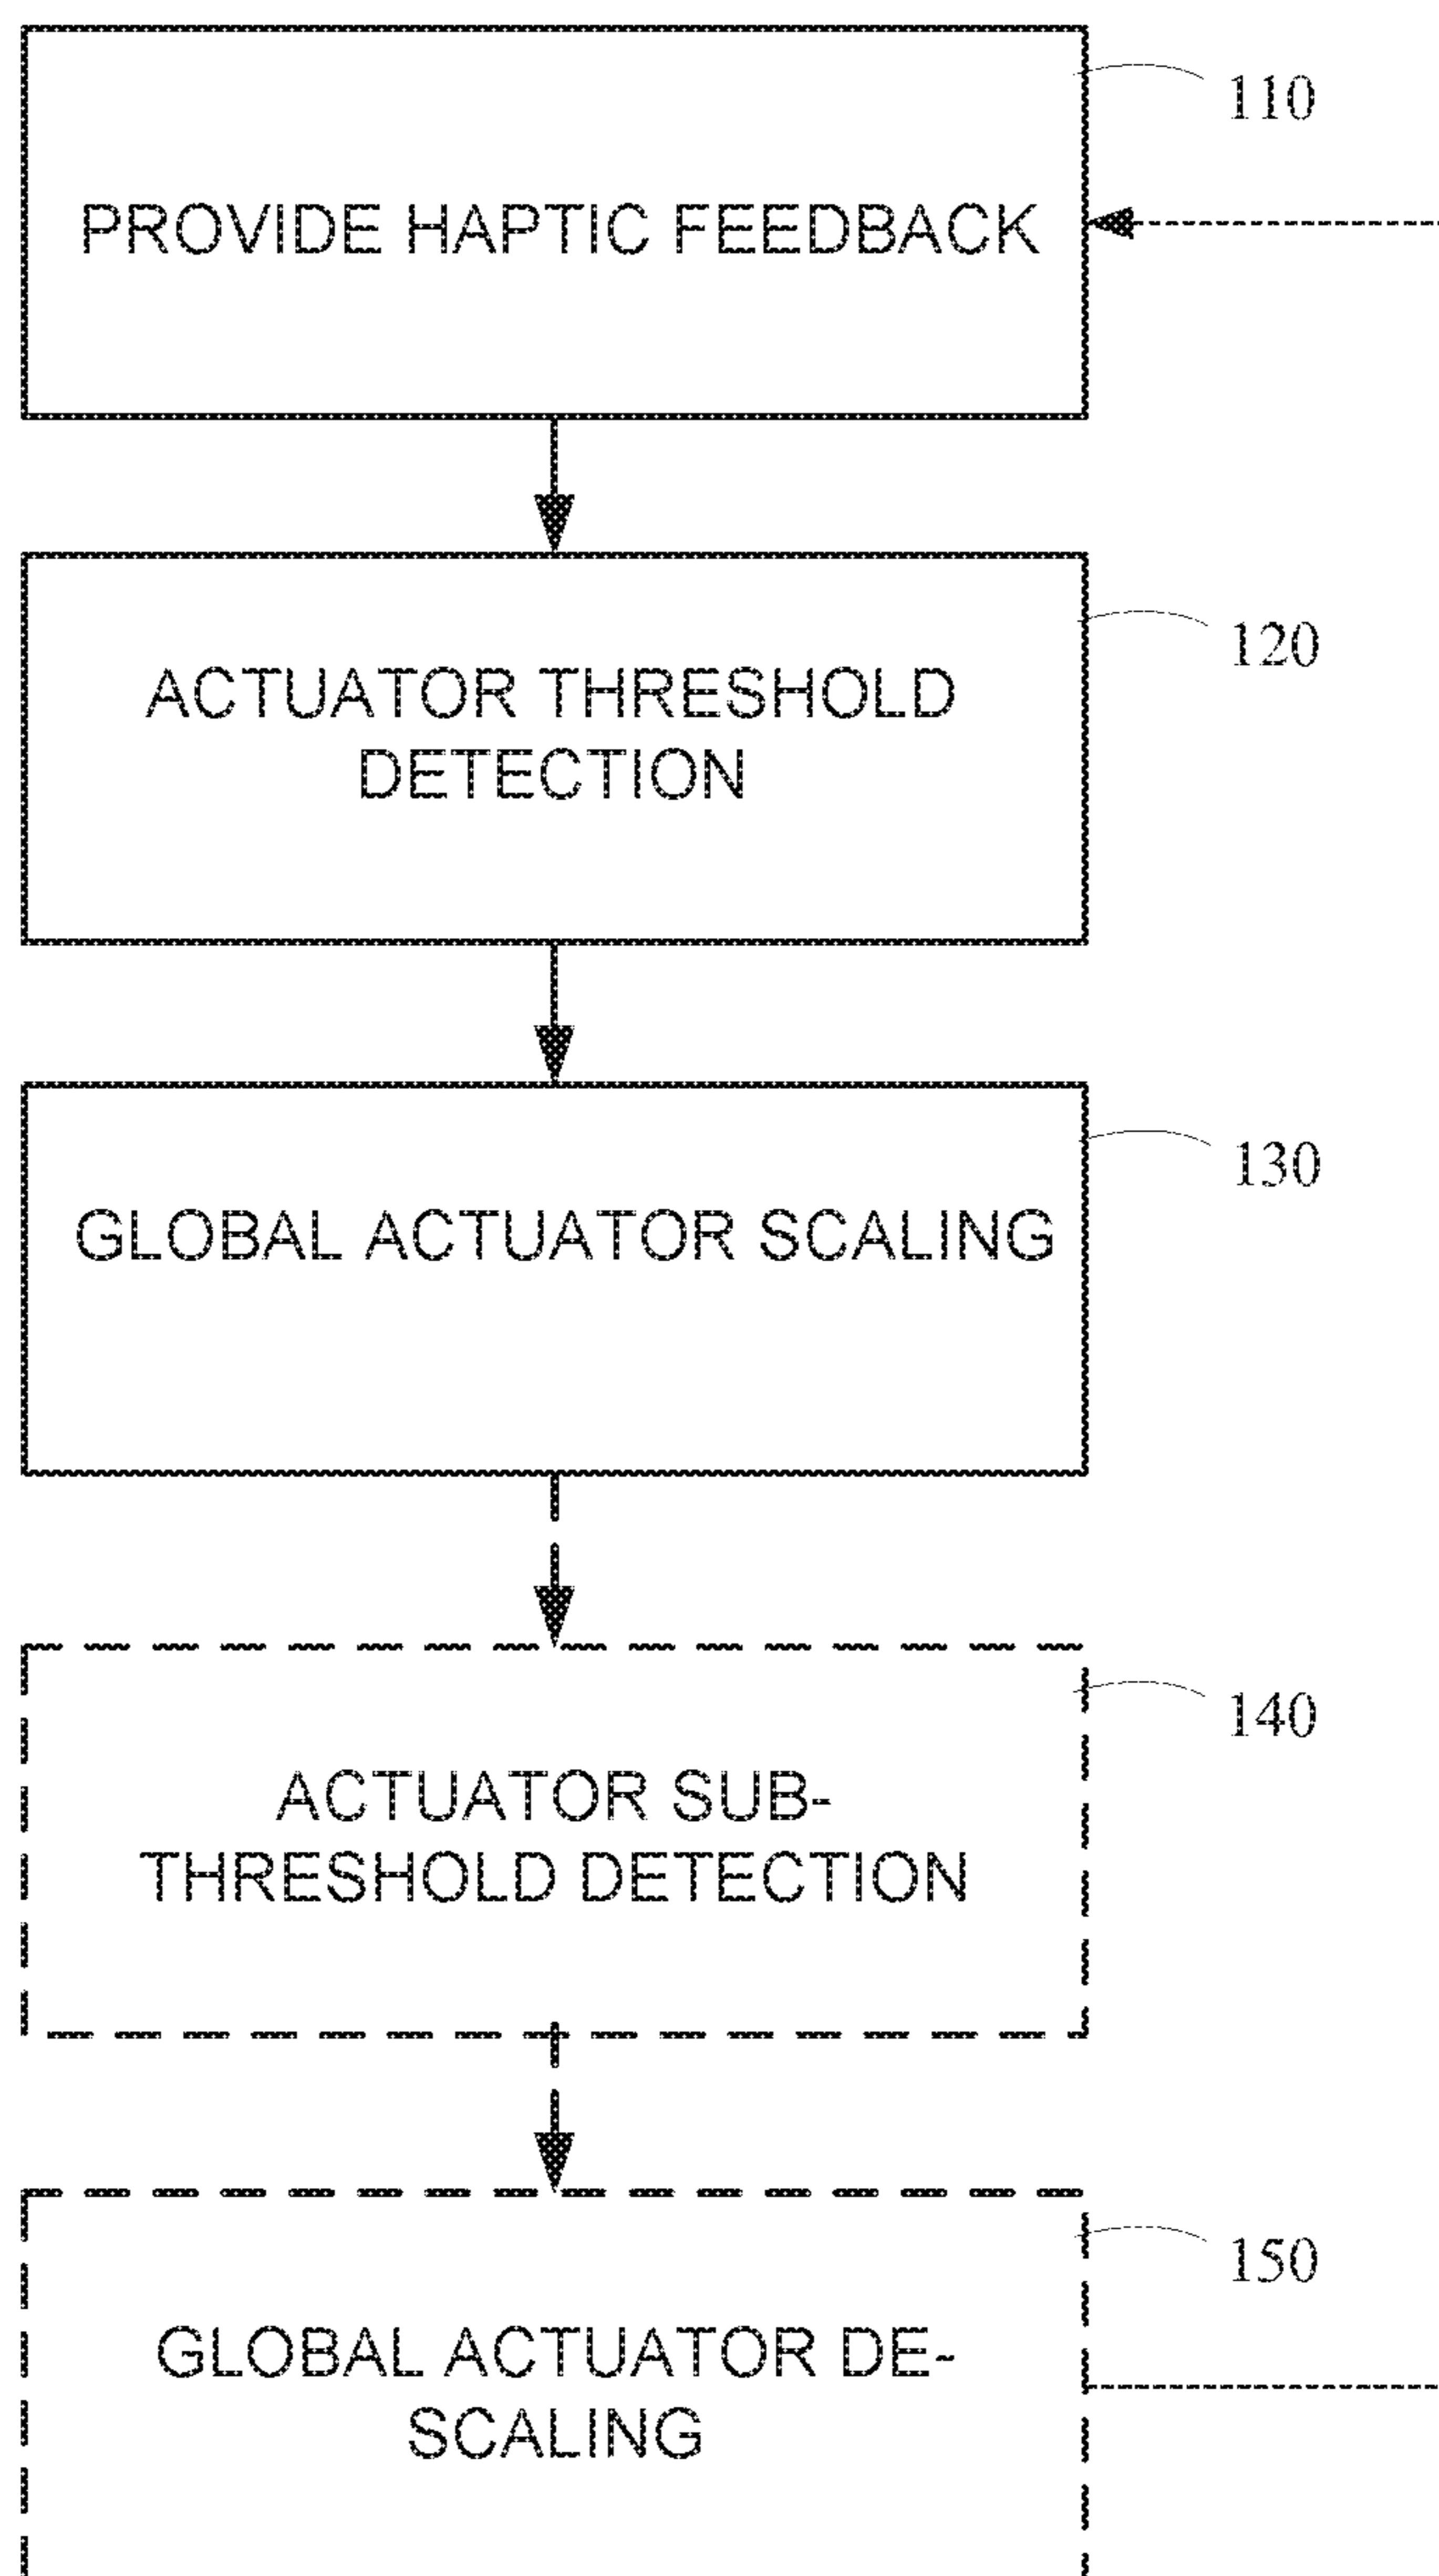 110
PROVIDE HAPTIC FEEDBACK
120
ACTUATOR THRESHOLD
DETECTION
130
GLOBAL ACTUATOR SCALING
140
ACTUATOR SUB-
THRESHOLD DETECTION
150
GLOBAL ACTUATOR DE-
SCALING